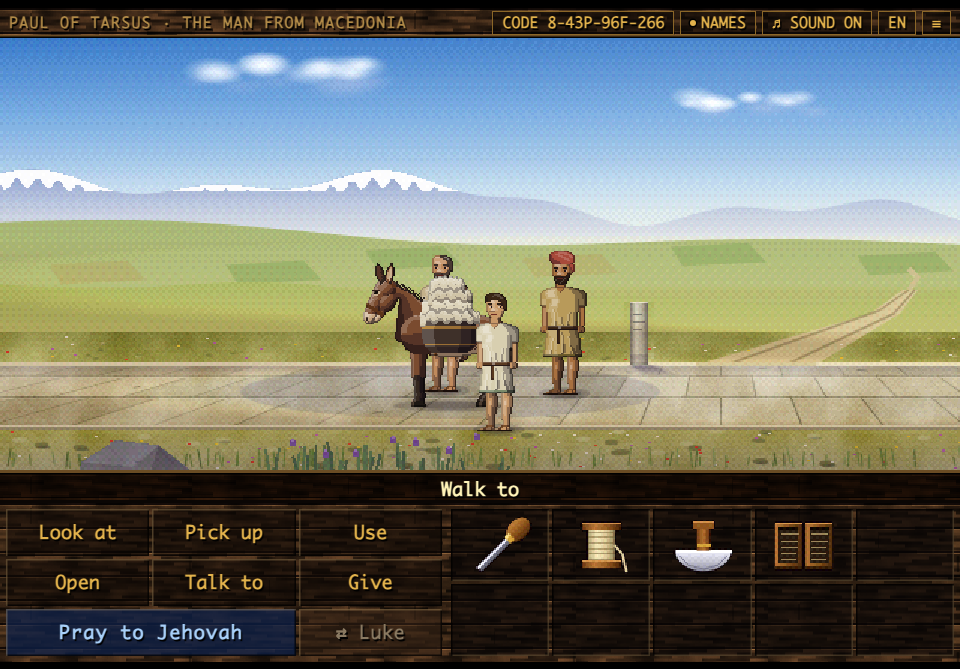 PAUL OF TARSUS · THE MAN FROM MACEDONIA
CODE 8-43P-96F-266
• NAMES
♬ SOUND ON
EN
≡
Walk to
Look at
Pick up
Use
Open
Talk to
Give
Pray to Jehovah
⇄ Luke